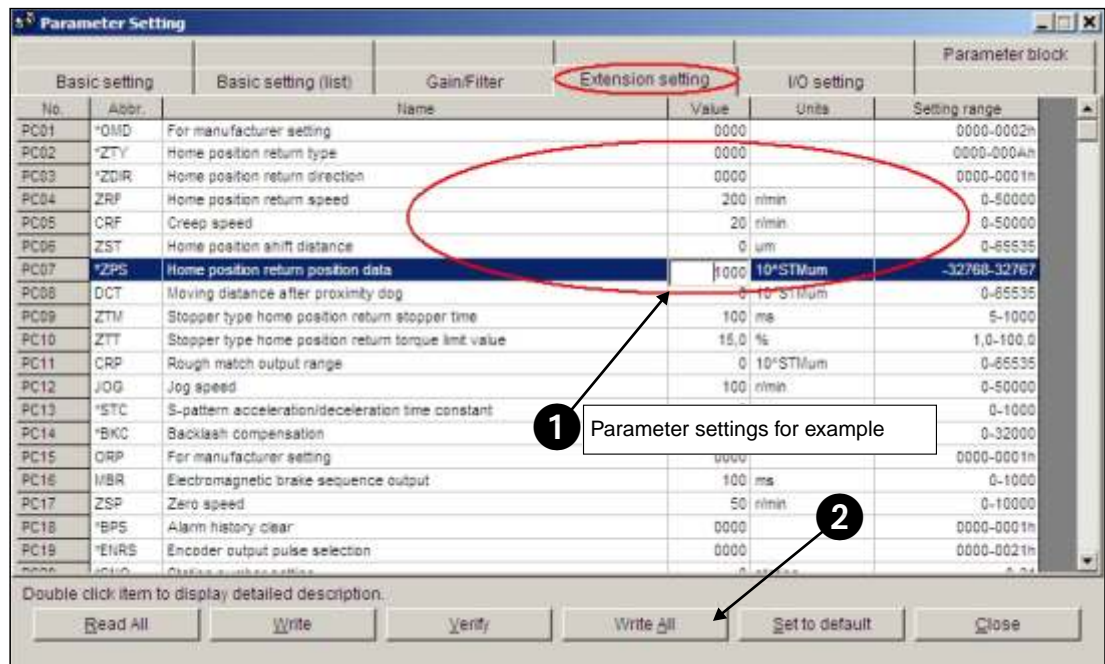 Parameter Setting
Parameter block
Basic setting Basic setting (list) Gain/Filter Extension setting I/O setting
No. Abbr. Name Value Units Setting range
PC01 *OMD For manufacturer setting 0000 0000-0002h
PC02 *ZTY Home position return type 0000 0000-000Ah
PC03 *ZDIR Home position return direction 0000 0000-0001h
PC04 ZRF Home position return speed 200 r/min 0-50000
PC05 CRF Creep speed 20 r/min 0-50000
PC06 ZST Home position shift distance 0 um 0-65535
PC07 *ZPS Home position return position data 1000 10^STMum -32768-32767
PC08 DCT Moving distance after proximity dog 0 10^STMum 0-65535
PC09 ZTM Stopper type home position return stopper time 100 ms 5-1000
PC10 ZTT Stopper type home position return torque limit value 15,0 % 1,0-100,0
PC11 CRP Rough match output range 0 10^STMum 0-65535
PC12 JOG Jog speed 100 r/min 0-50000
PC13 *STC S-pattern acceleration/deceleration time constant 0-1000
1 Parameter settings for example
PC14 *BKC Backlash compensation 0-32000
PC15 ORP For manufacturer setting 0000 0000-0001h
PC16 MBR Electromagnetic brake sequence output 100 ms 0-1000
PC17 ZSP Zero speed 50 r/min 0-10000
2
PC18 *BPS Alarm history clear 0000 0000-0001h
PC19 *ENRS Encoder output pulse selection 0000 0000-0021h
Double click item to display detailed description.
Read All Write Verify Write All Set to default Close